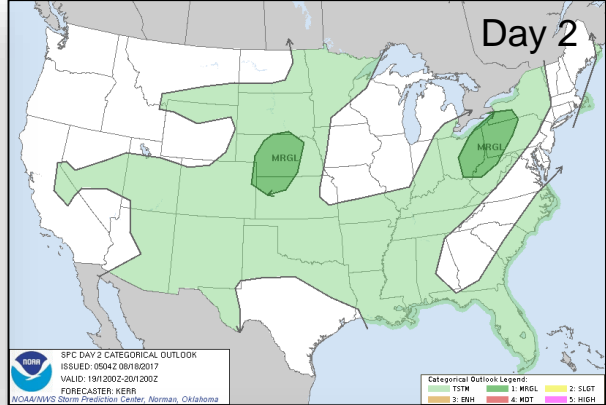 Day 2
MRGL
MRGL
NOAA
SPC DAY 2 CATEGORICAL OUTLOOK
ISSUED: 0504Z 08/18/2017
VALID: 19/1200Z-20/1200Z
FORECASTER: KERR
NOAA/NWS Storm Prediction Center, Norman, Oklahoma
Categorical Outlook Legend:
TSTM 1: MRGL 2: SLGT
3: ENH 4: MDT 5: HIGH